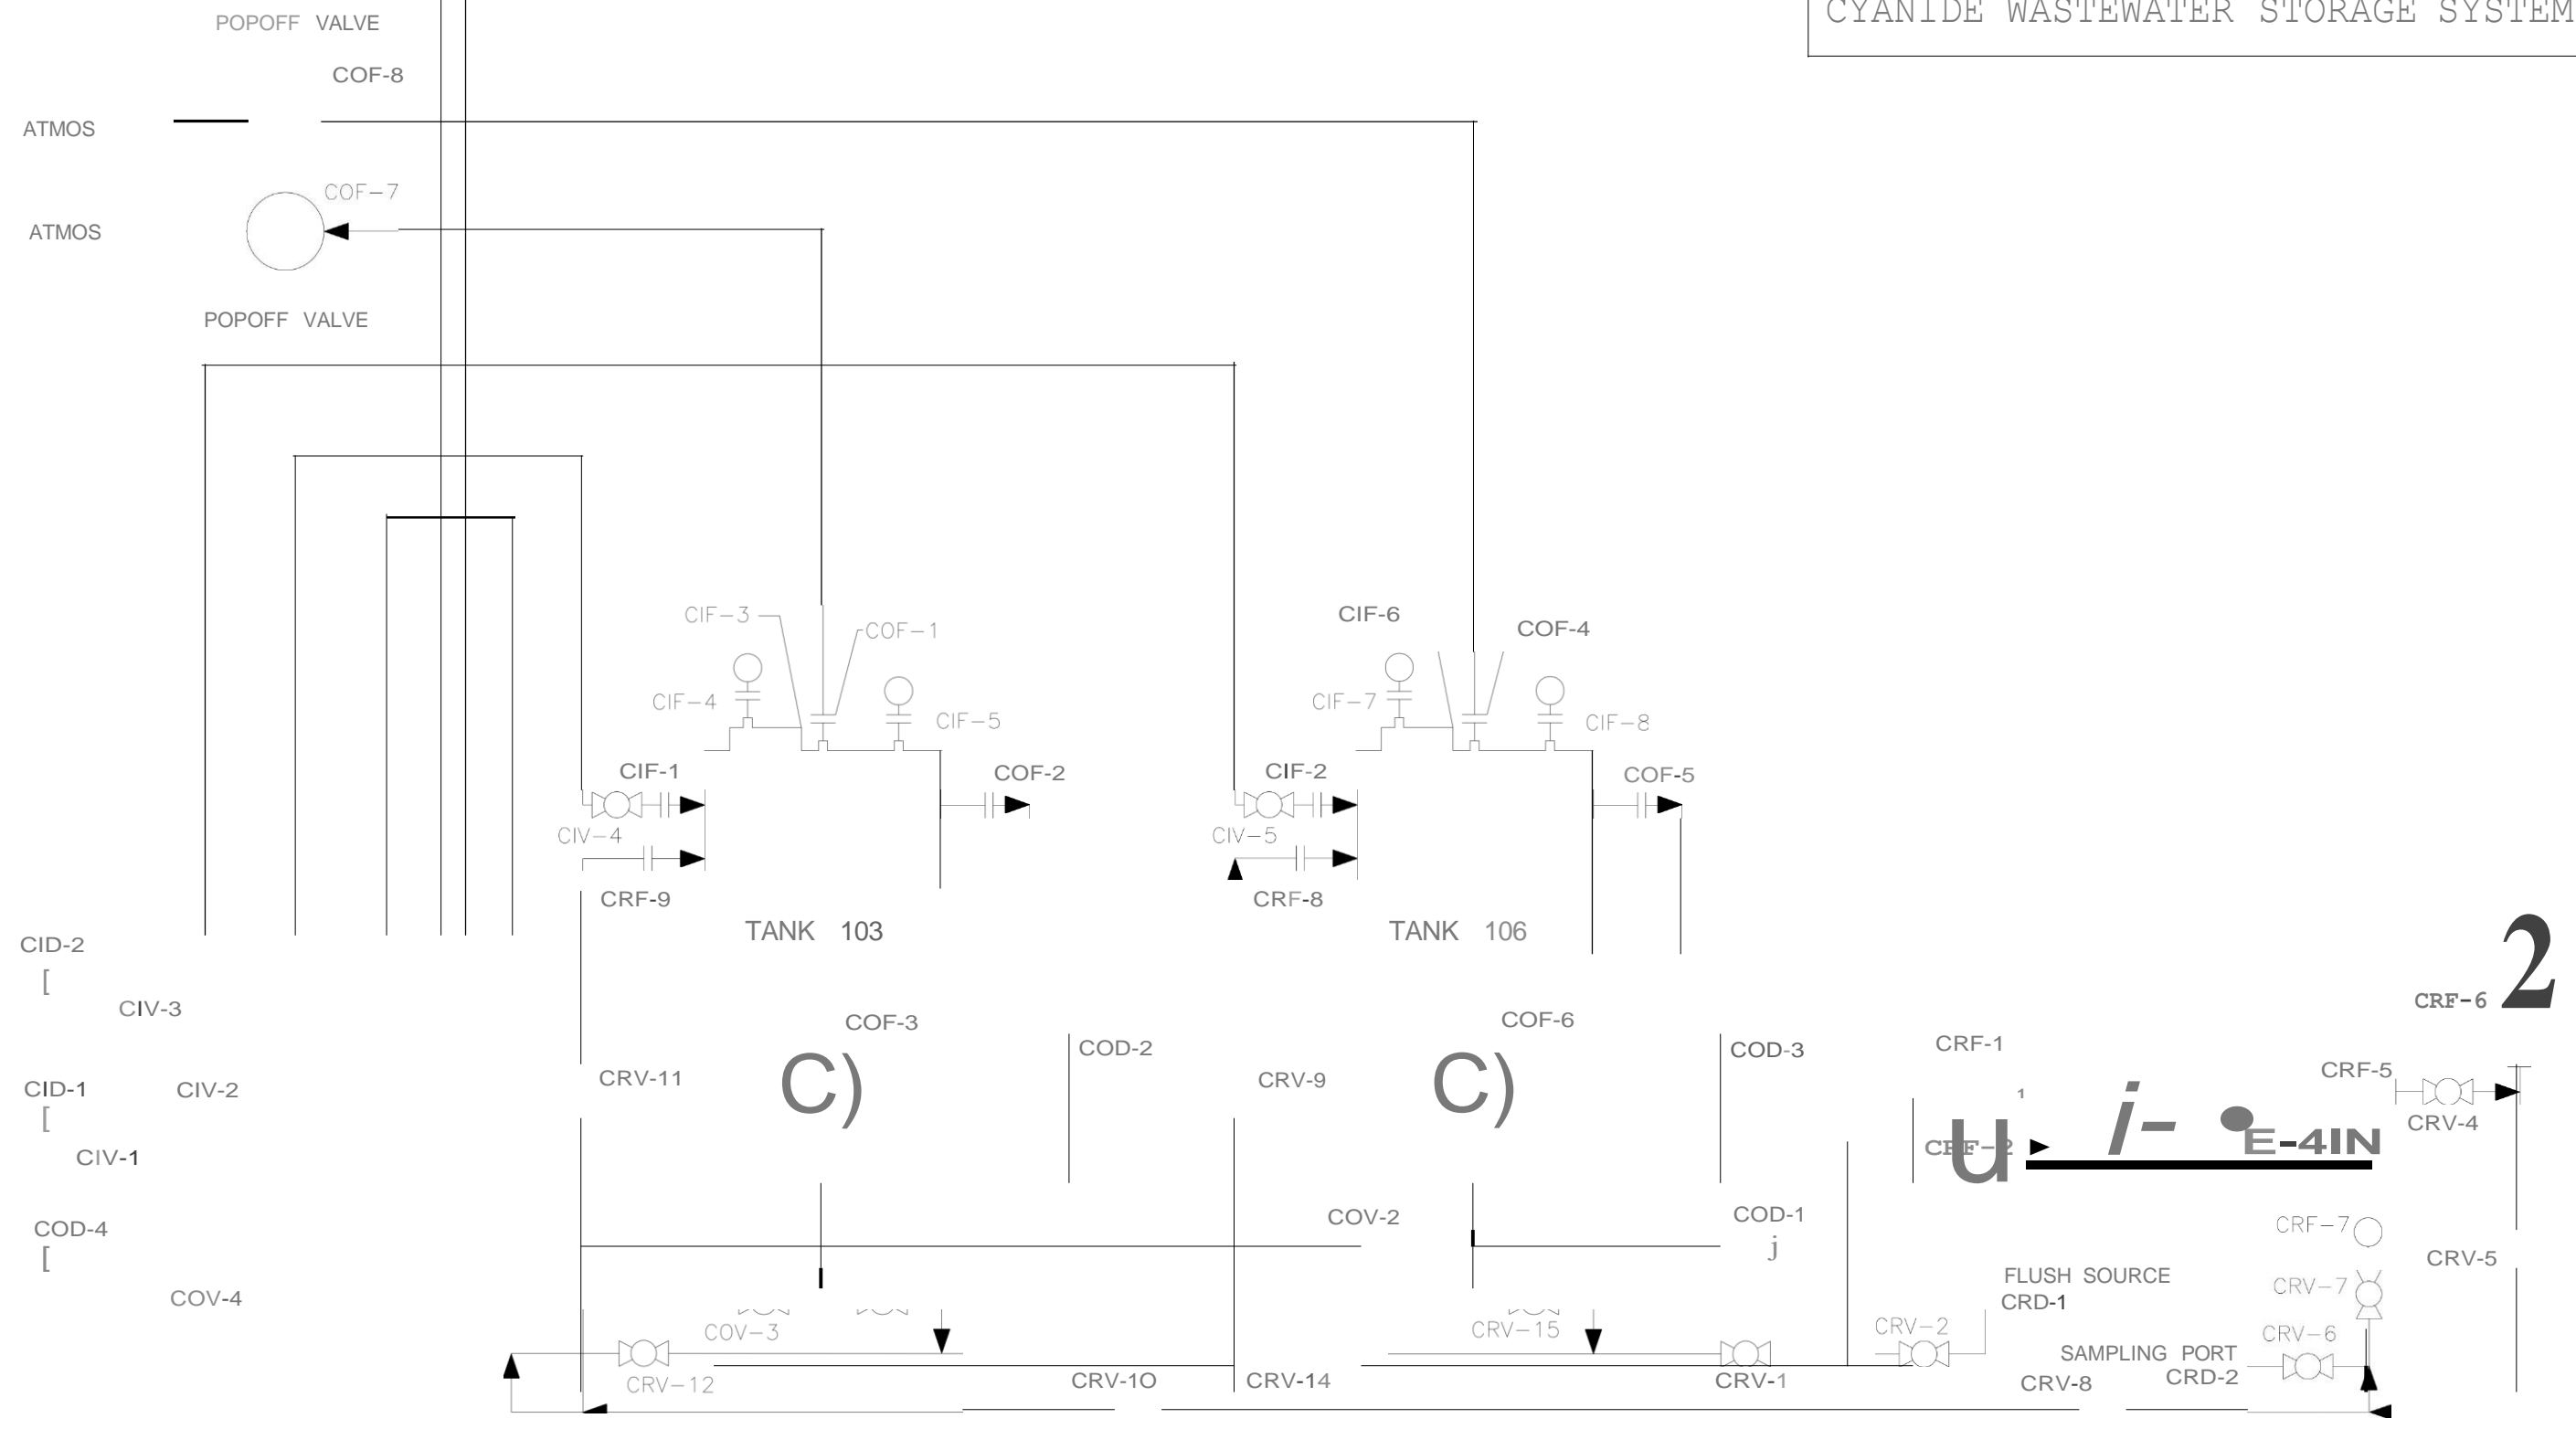 CYANIDE WASTEWATER STORAGE SYSTEM
POPOFF VALVE
COF-8
ATMOS
COF-7
ATMOS
POPOFF VALVE
CIF-3
COF-1
CIF-6
COF-4
CIF-4
CIF-5
CIF-7
CIF-8
CIF-1
COF-2
CIF-2
COF-5
CIV-4
CIV-5
CRF-9
CRF-8
TANK 103
TANK 106
CID-2
[
CIV-3
COF-3
COF-6
CRF-6 2
COD-2
COD-3
CRF-1
CID-1
[
CIV-2
CRV-11
C)
CRV-9
C)
CRF-5
CRV-4
CIV-1
CRF-2
u
1
i- •
E-4IN
COD-4
[
COV-2
COD-1
j
CRF-7
CRV-5
COV-4
FLUSH SOURCE
CRD-1
CRV-7
COV-3
CRV-15
CRV-2
CRV-6
SAMPLING PORT
CRD-2
CRV-12
CRV-1O
CRV-14
CRV-1
CRV-8